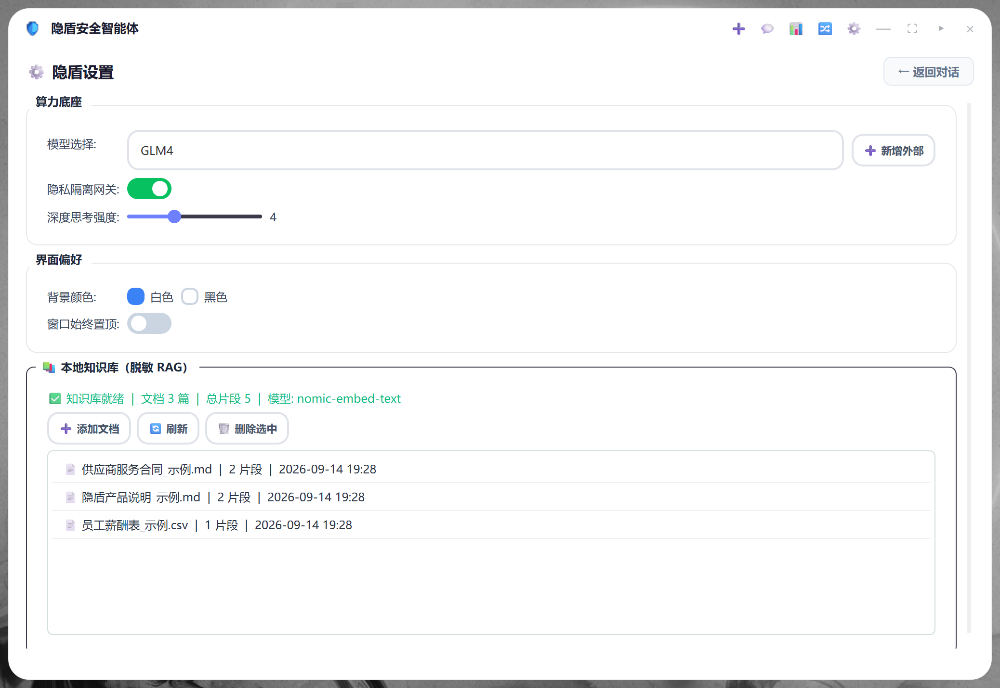 隐盾安全智能体
隐盾设置
← 返回对话
算力底座
模型选择:
GLM4
新增外部
隐私隔离网关:
深度思考强度:
4
界面偏好
背景颜色:
白色
黑色
窗口始终置顶:
本地知识库（脱敏 RAG）
知识库就绪 | 文档 3 篇 | 总片段 5 | 模型: nomic-embed-text
添加文档
刷新
删除选中
供应商服务合同_示例.md | 2 片段 | 2026-09-14 19:28
隐盾产品说明_示例.md | 2 片段 | 2026-09-14 19:28
员工薪酬表_示例.csv | 1 片段 | 2026-09-14 19:28